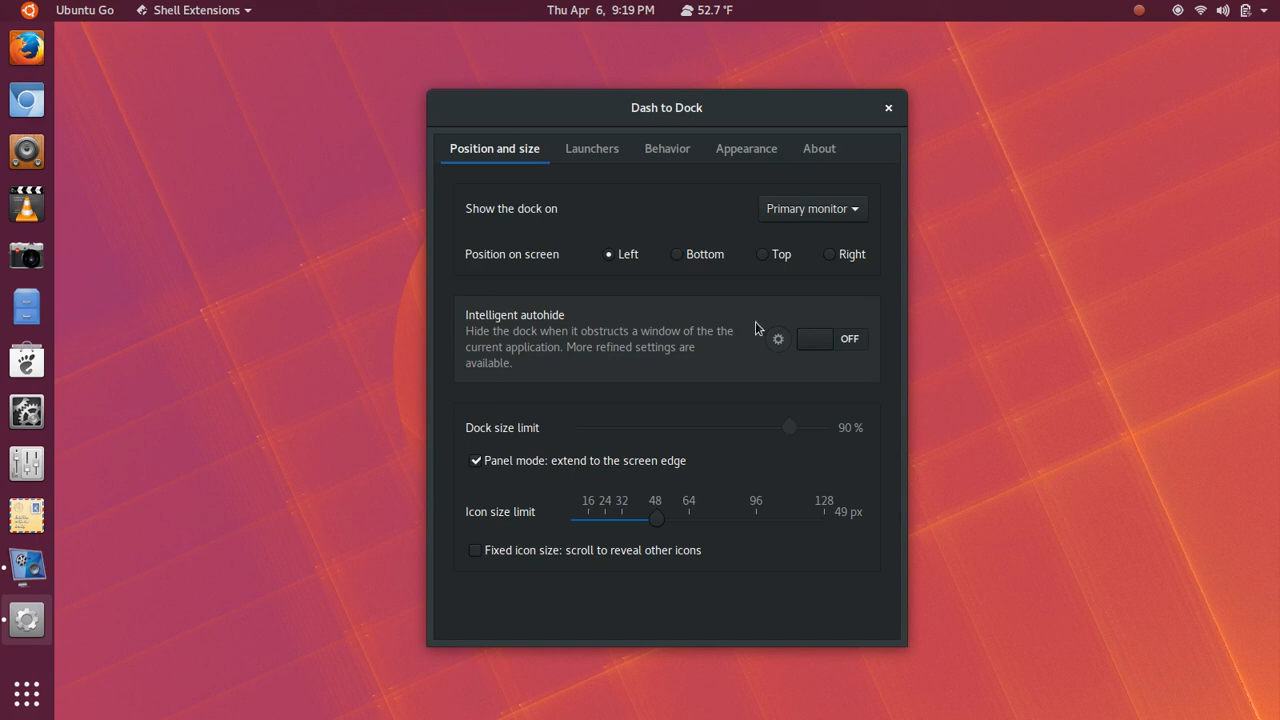 Ubuntu Go Shell Extensions Thu Apr 6, 9:19 PM 52.7 °F
Dash to Dock
Position and size Launchers Behavior Appearance About
Show the dock on Primary monitor
Position on screen Left Bottom Top Right
Intelligent autohide
Hide the dock when it obstructs a window of the the
current application. More refined settings are
available.
OFF
Dock size limit 90 %
Panel mode: extend to the screen edge
16 24 32 48 64 96 128
Icon size limit 49 px
Fixed icon size: scroll to reveal other icons